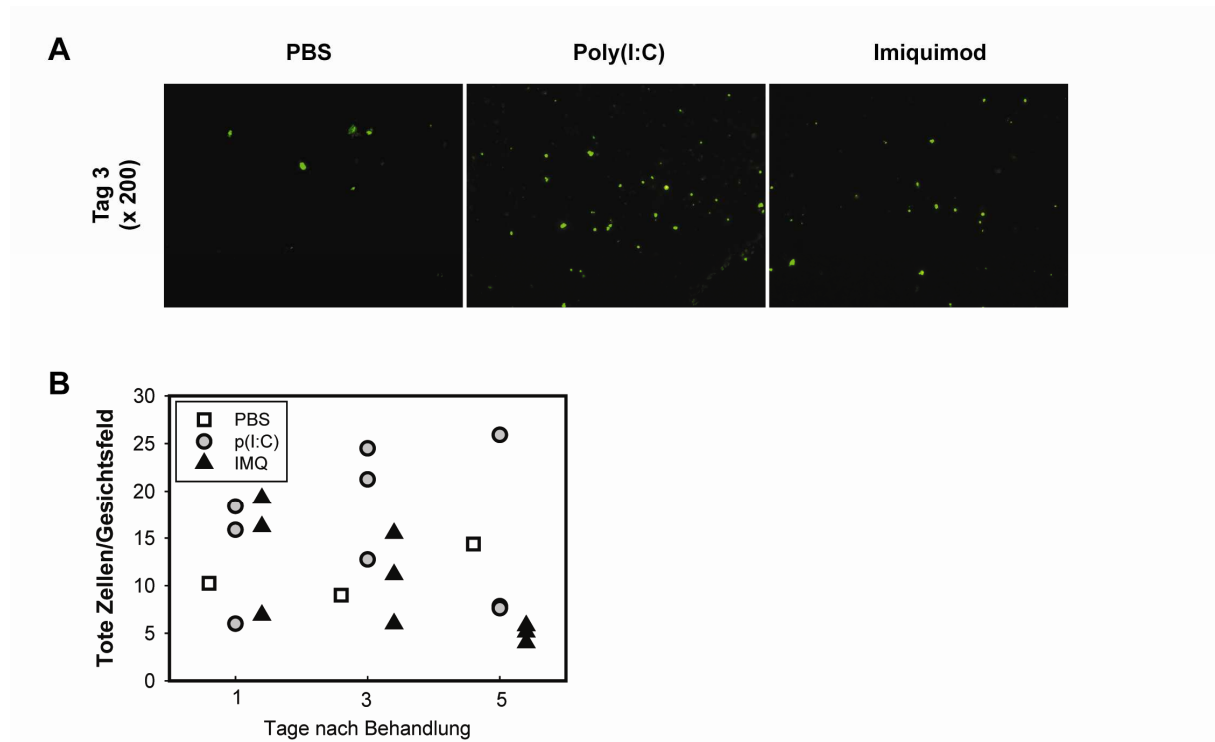 A
PBS
Poly(I:C)
Imiquimod
Tag 3
(x 200)
B
Tote Zellen/Gesichtsfeld
30
25
20
15
10
5
0
PBS
p(I:C)
IMQ
1
3
5
Tage nach Behandlung